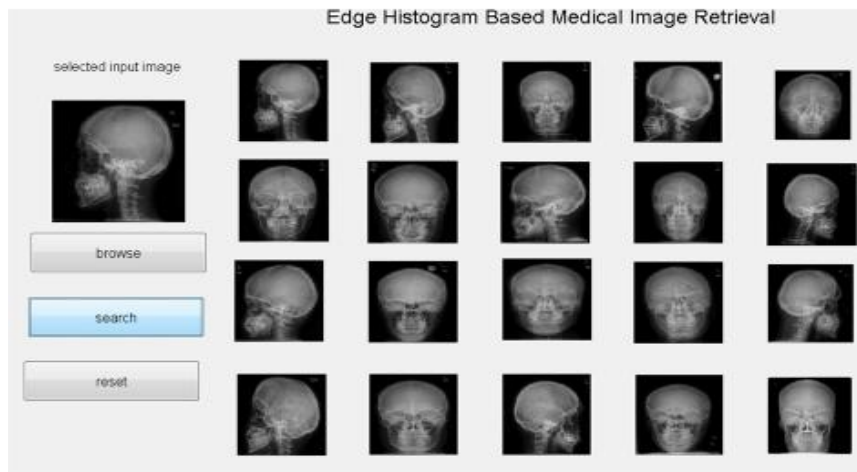 Edge Histogram Based Medical Image Retrieval
selected input image
browse
search
reset